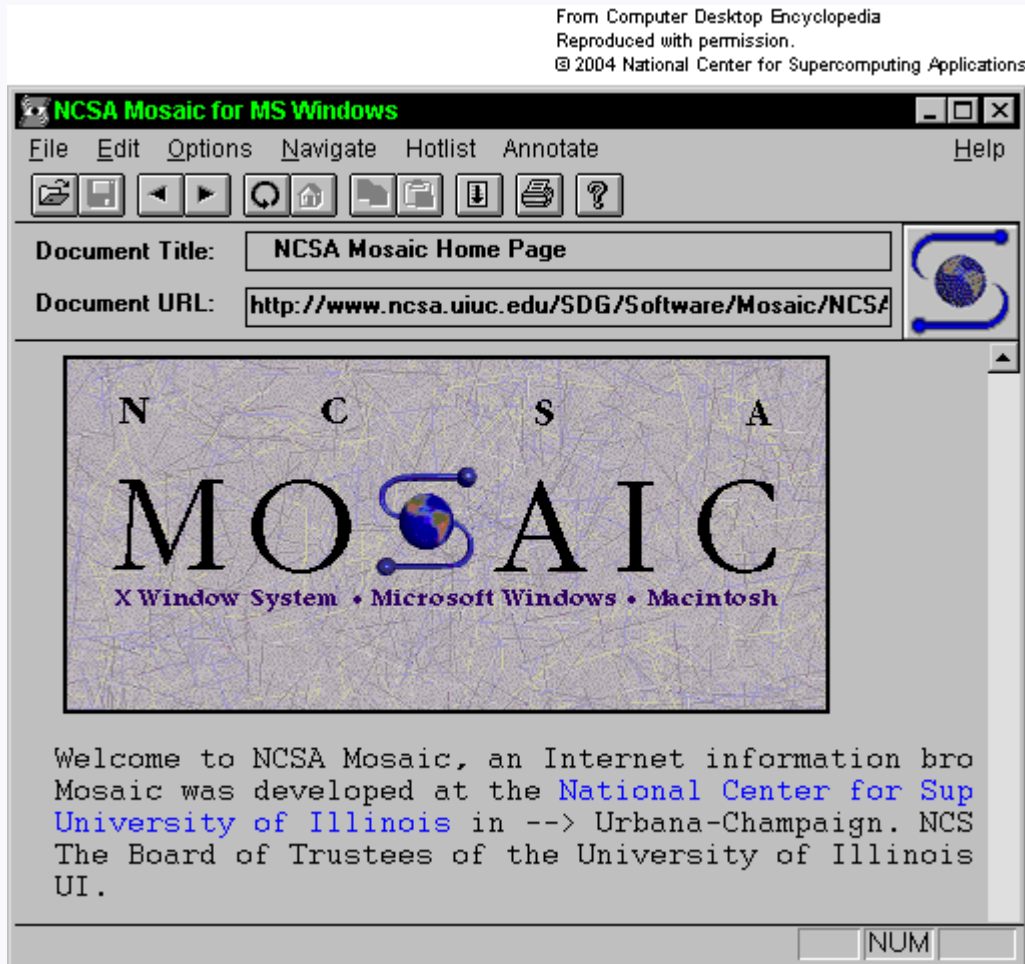 From Computer Desktop Encyclopedia
Reproduced with permission.
© 2004 National Center for Supercomputing Applications
NCSA Mosaic for MS Windows
File Edit Options Navigate Hotlist Annotate Help
?
Document Title: NCSA Mosaic Home Page
Document URL: http://www.ncsa.uiuc.edu/SDG/Software/Mosaic/NCSA
N C S A
MOSAIC
X Window System • Microsoft Windows • Macintosh
Welcome to NCSA Mosaic, an Internet information bro
Mosaic was developed at the National Center for Sup
University of Illinois in --> Urbana-Champaign. NCS
The Board of Trustees of the University of Illinois
UI.
NUM